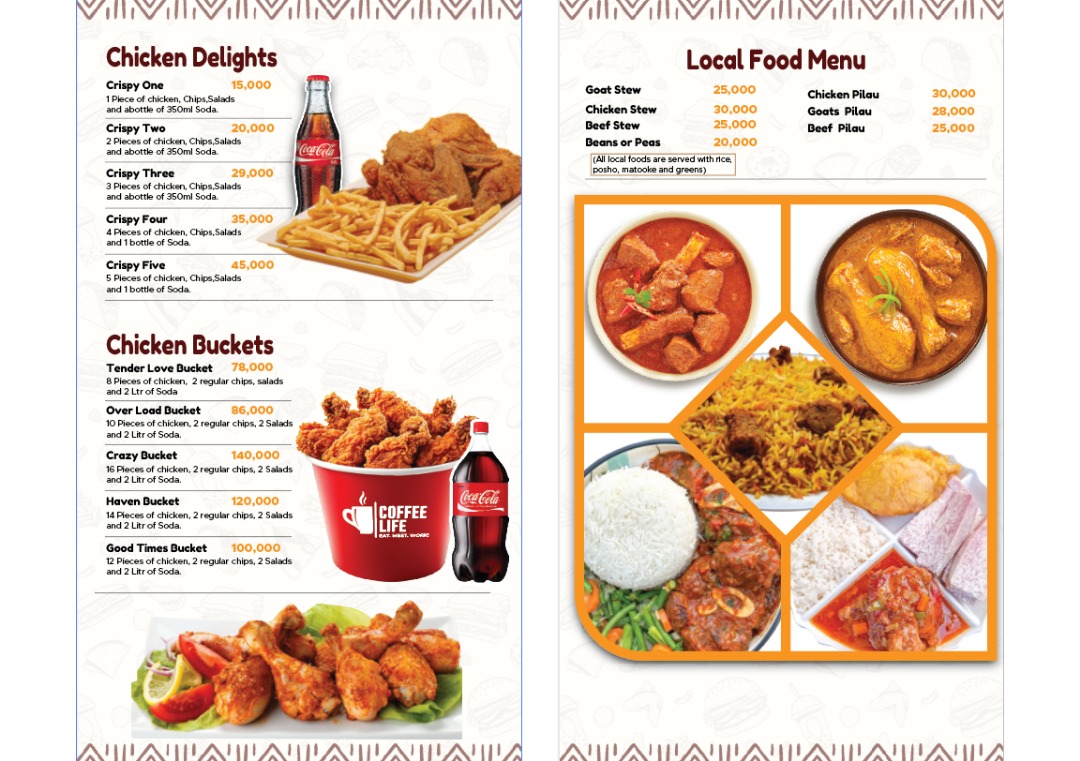 Chicken Delights
Crispy One 15,000
1 Piece of chicken, Chips,Salads
and abottle of 350ml Soda.
Crispy Two 20,000
2 Pieces of chicken, Chips,Salads
and abottle of 350ml Soda.
Crispy Three 29,000
3 Pieces of chicken, Chips,Salads
and abottle of 350ml Soda.
Crispy Four 35,000
4 Pieces of chicken, Chips,Salads
and 1 bottle of Soda.
Crispy Five 45,000
5 Pieces of chicken, Chips,Salads
and 1 bottle of Soda.
Coca-Cola
Chicken Buckets
Tender Love Bucket 78,000
8 Pieces of chicken, 2 regular chips, salads
and 2 Ltr of Soda
Over Load Bucket 86,000
10 Pieces of chicken, 2 regular chips, 2 Salads
and 2 Litr of Soda.
Crazy Bucket 140,000
16 Pieces of chicken, 2 regular chips, 2 Salads
and 2 Litr of Soda.
Haven Bucket 120,000
14 Pieces of chicken, 2 regular chips, 2 Salads
and 2 Litr of Soda.
Good Times Bucket 100,000
12 Pieces of chicken, 2 regular chips, 2 Salads
and 2 Litr of Soda.
COFFEE
LIFE
EAT. MEET. WORK!
Coca-Cola
Local Food Menu
Goat Stew 25,000
Chicken Stew 30,000
Beef Stew 25,000
Beans or Peas 20,000
(All local foods are served with rice,
posho, matooke and greens)
Chicken Pilau 30,000
Goats Pilau 28,000
Beef Pilau 25,000